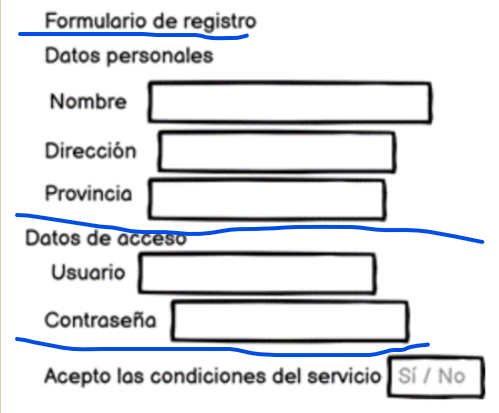 Formulario de registro
Datos personales
Nombre
Dirección
Provincia
Datos de acceso
Usuario
Contraseña
Acepto las condiciones del servicio Sí / No